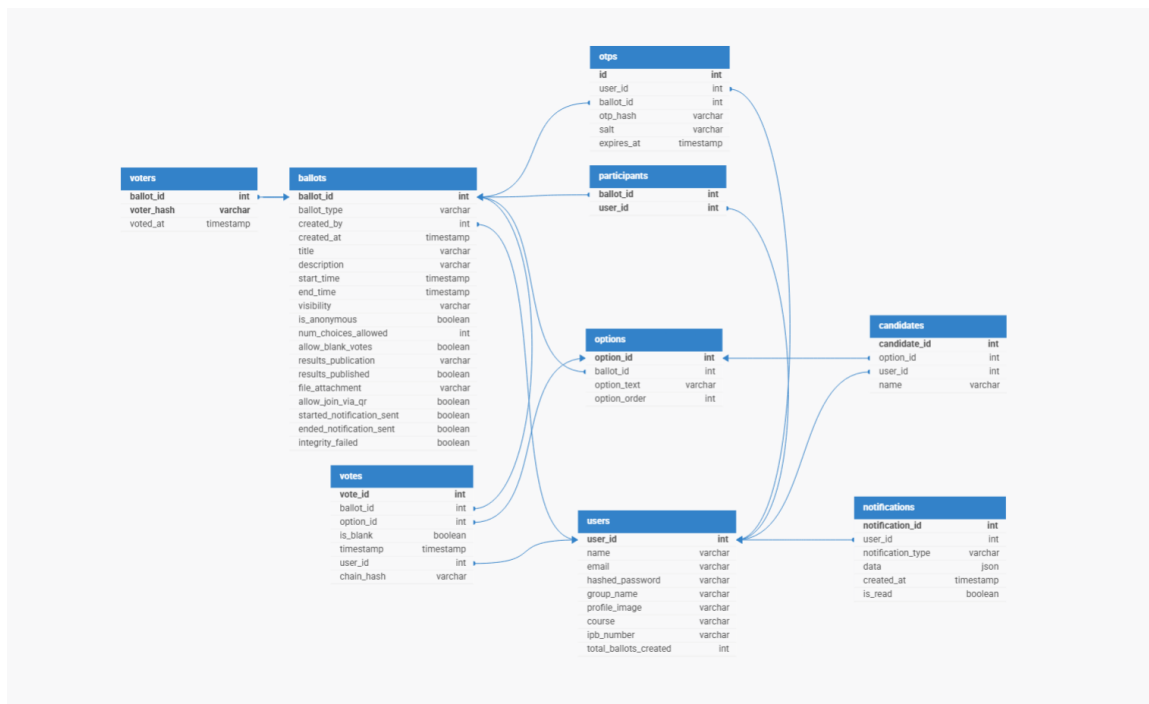 otps
id int
user_id int
ballot_id int
otp_hash varchar
salt varchar
expires_at timestamp
voters
ballot_id int
voter_hash varchar
voted_at timestamp
ballots
ballot_id int
ballot_type varchar
created_by int
created_at timestamp
title varchar
description varchar
start_time timestamp
end_time timestamp
visibility varchar
is_anonymous boolean
num_choices_allowed int
allow_blank_votes boolean
results_publication varchar
results_published boolean
file_attachment varchar
allow_join_via_qr boolean
started_notification_sent boolean
ended_notification_sent boolean
integrity_failed boolean
participants
ballot_id int
user_id int
options
option_id int
ballot_id int
option_text varchar
option_order int
candidates
candidate_id int
option_id int
user_id int
name varchar
votes
vote_id int
ballot_id int
option_id int
is_blank boolean
timestamp timestamp
user_id int
chain_hash varchar
users
user_id int
name varchar
email varchar
hashed_password varchar
group_name varchar
profile_image varchar
course varchar
ipb_number varchar
total_ballots_created int
notifications
notification_id int
user_id int
notification_type varchar
data json
created_at timestamp
is_read boolean